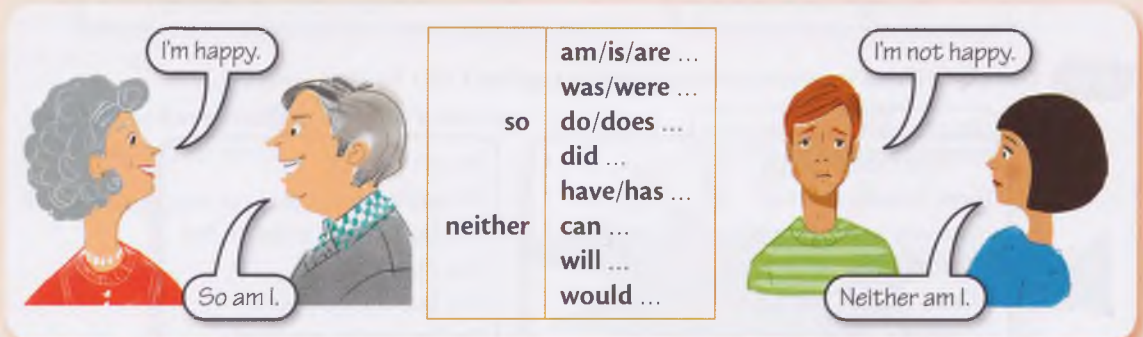 I'm happy.
So am I.
so
neither
am/is/are ...
was/were ...
do/does ...
did ...
have/has ...
can ...
will ...
would ...
I'm not happy.
Neither am I.